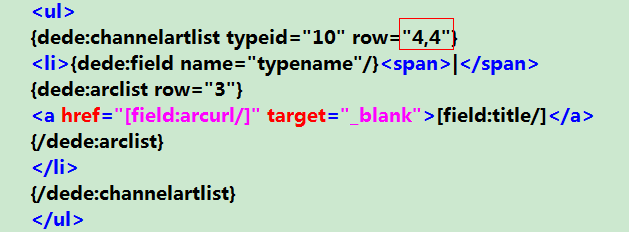 <ul>
{dede:channelartlist typeid="10" row="4,4"}
<li>{dede:field name="typename"/}<span>|</span>
{dede:arclist row="3"}
<a href="[field:arcurl/]" target="_blank">[field:title/]</a>
{/dede:arclist}
</li>
{/dede:channelartlist}
</ul>